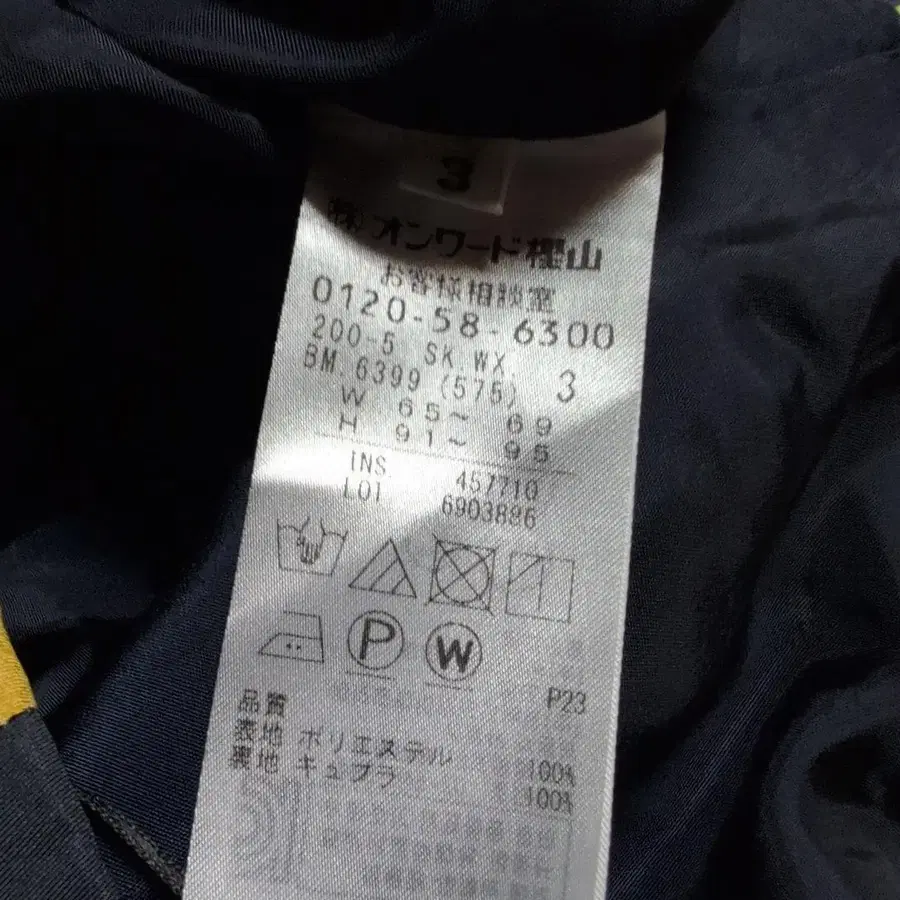 3
(株)オンワード樫山
お客様相談室
0120-58-6300
200-5 SK.WX.
BM 6399 (575) 3
W 65~ 69
H 91~ 95
INS. 457710
LOT 6903886
P
W
P23
品質
表地 ポリエステル 100%
裏地 キュプラ 100%